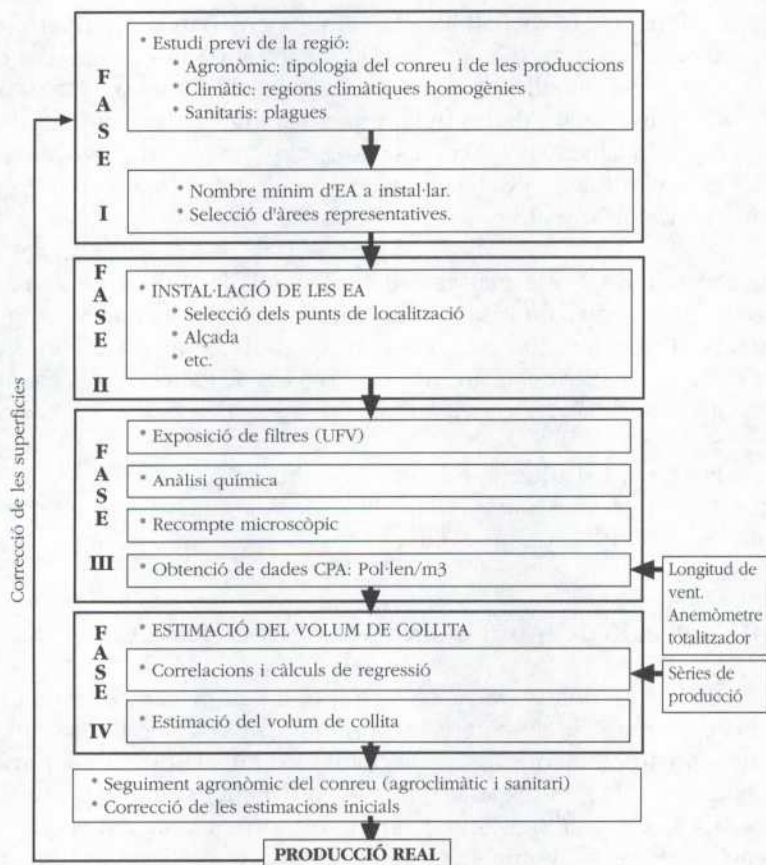 FASE I
* Estudi previ de la regió:
* Agronòmic: tipologia del conreu i de les produccions
* Climàtic: regions climàtiques homogènies
* Sanitaris: plagues
* Nombre mínim d'EA a instal·lar.
* Selecció d'àrees representatives.
FASE II
* INSTAL·LACIÓ DE LES EA
* Selecció dels punts de localització
* Alçada
* etc.
FASE III
* Exposició de filtres (UFV)
* Anàlisi química
* Recompte microscòpic
* Obtenció de dades CPA: Pol·len/m3
Longitud de
vent.
Anemòmetre
totalitzador
FASE IV
* ESTIMACIÓ DEL VOLUM DE COLLITA
* Correlacions i càlculs de regressió
Sèries de
producció
* Estimació del volum de collita
* Seguiment agronòmic del conreu (agroclimàtic i sanitari)
* Correcció de les estimacions inicials
PRODUCCIÓ REAL
Correcció de les superfícies